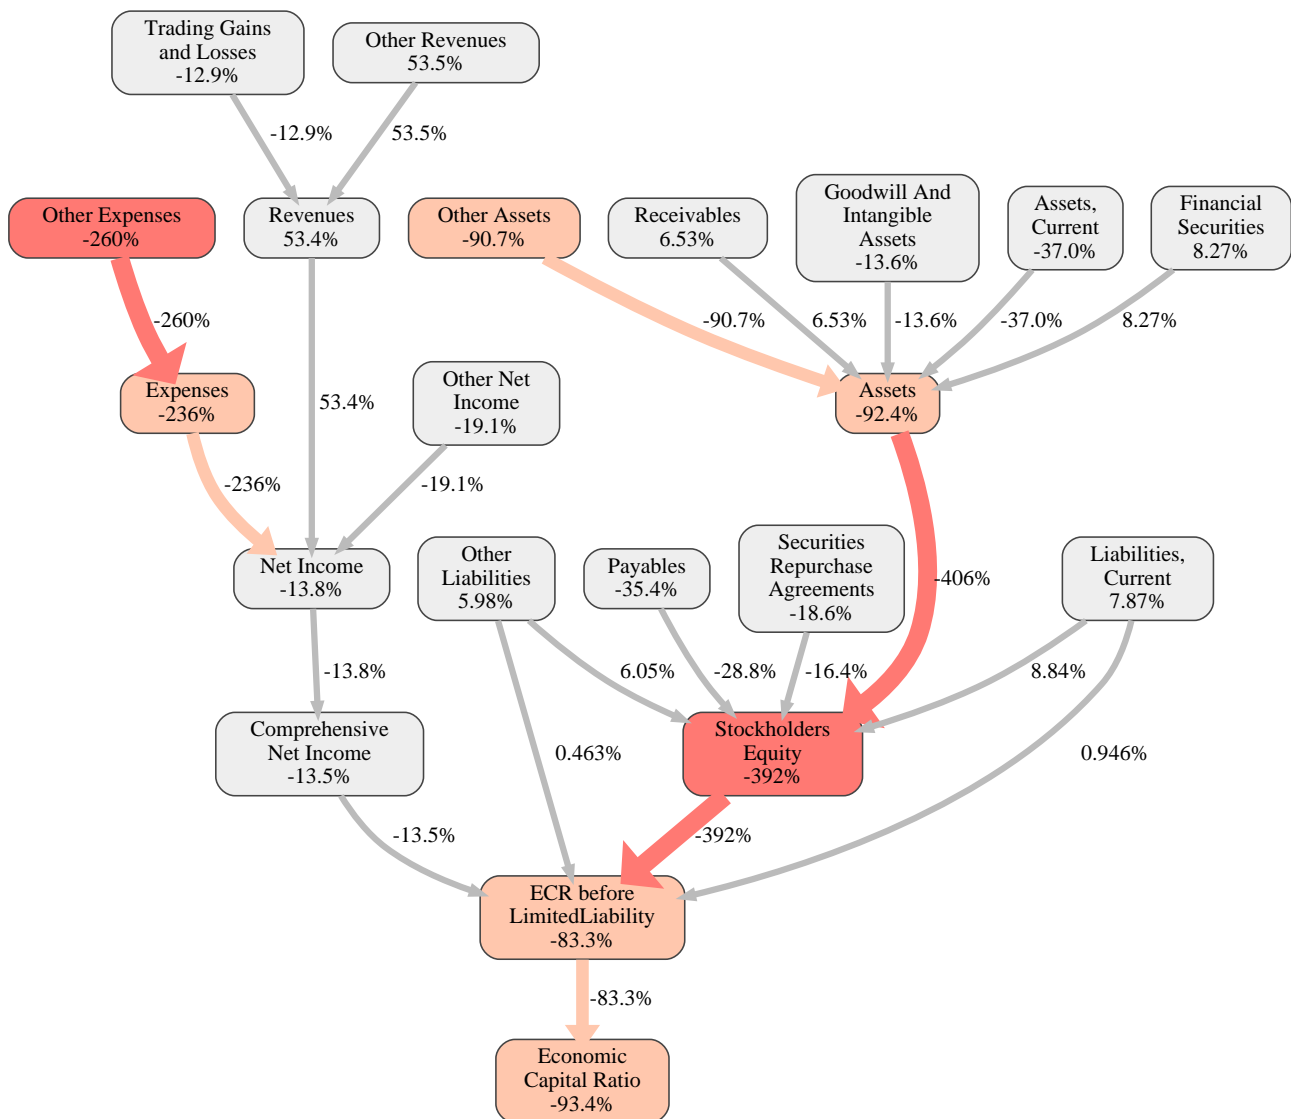 Trading Gains
and Losses
-12.9%
Other Revenues
53.5%
-12.9%
53.5%
Other Expenses
-260%
Revenues
53.4%
Other Assets
-90.7%
Receivables
6.53%
Goodwill And
Intangible
Assets
-13.6%
Assets,
Current
-37.0%
Financial
Securities
8.27%
-260%
-90.7%
6.53%
-13.6%
-37.0%
8.27%
Expenses
-236%
53.4%
Other Net
Income
-19.1%
Assets
-92.4%
-236%
-19.1%
Net Income
-13.8%
Other
Liabilities
5.98%
Payables
-35.4%
Securities
Repurchase
Agreements
-18.6%
-406%
Liabilities,
Current
7.87%
-13.8%
6.05%
-28.8%
-16.4%
8.84%
Comprehensive
Net Income
-13.5%
0.463%
Stockholders
Equity
-392%
0.946%
-13.5%
-392%
ECR before
LimitedLiability
-83.3%
-83.3%
Economic
Capital Ratio
-93.4%